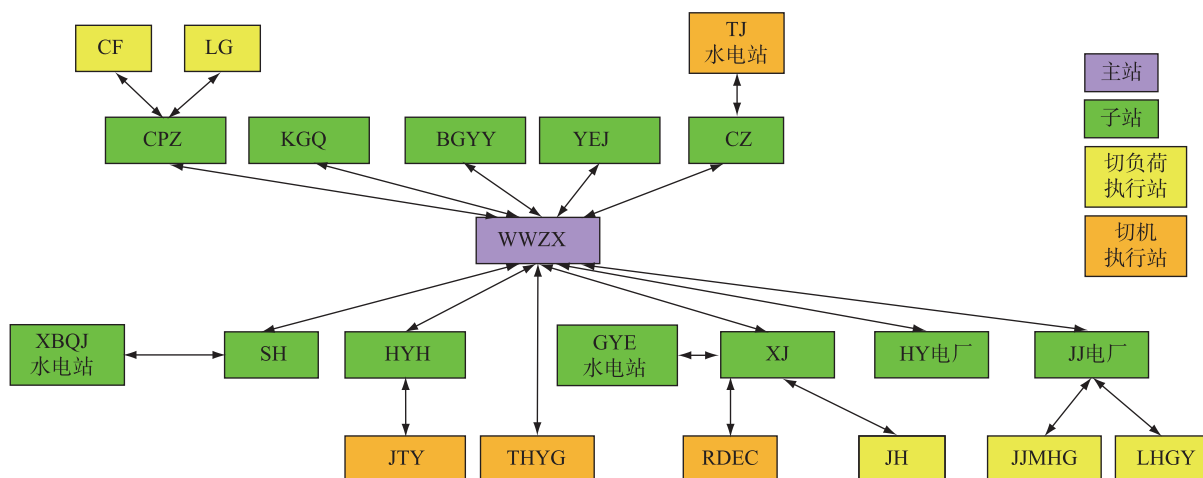 CF
LG
TJ
水电站
CPZ
KGQ
BGYY
YEJ
CZ
WWZX
主站
子站
切负荷
执行站
切机
执行站
XBQJ
水电站
SH
HYH
GYE
水电站
XJ
HY电厂
JJ电厂
JTY
THYG
RDEC
JH
JJMHG
LHGY